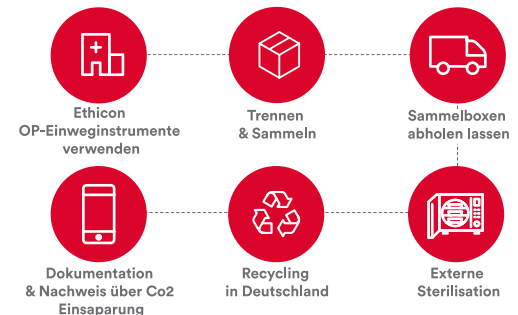 Ethicon
OP-Einweginstrumente
verwenden
Trennen
& Sammeln
Sammelboxen
abholen lassen
Dokumentation
& Nachweis über Co2
Einsaparung
Recycling
in Deutschland
Externe
Sterilisation